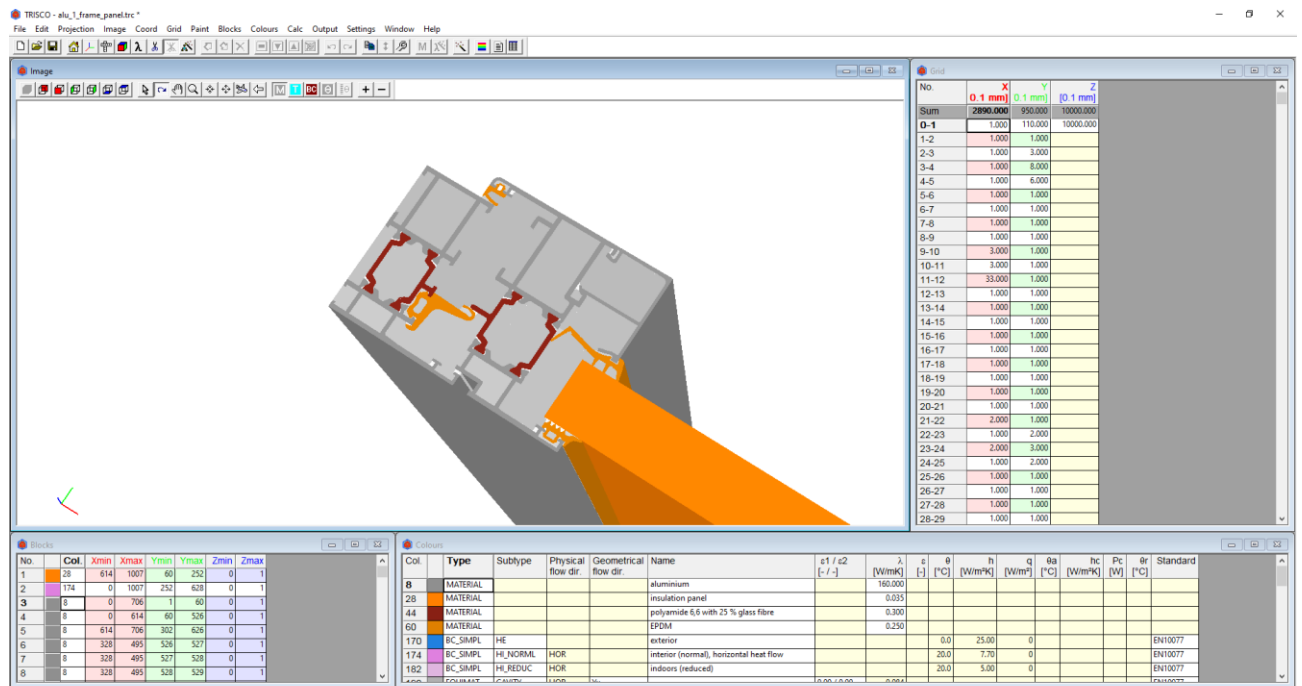 TRISCO - alu_1_frame_panel.trc *
File Edit Projection Image Coord Grid Paint Blocks Colours Calc Output Settings Window Help
Image
M T BC
Grid
No. X Y Z
0.1 mm] 0.1 mm] [0.1 mm]
Sum 2890.000 950.000 10000.000
0-1 1.000 110.000 10000.000
1-2 1.000 1.000
2-3 1.000 3.000
3-4 1.000 8.000
4-5 1.000 6.000
5-6 1.000 1.000
6-7 1.000 1.000
7-8 1.000 1.000
8-9 1.000 1.000
9-10 3.000 1.000
10-11 3.000 1.000
11-12 33.000 1.000
12-13 1.000 1.000
13-14 1.000 1.000
14-15 1.000 1.000
15-16 1.000 1.000
16-17 1.000 1.000
17-18 1.000 1.000
18-19 1.000 1.000
19-20 1.000 1.000
20-21 1.000 1.000
21-22 2.000 1.000
22-23 1.000 2.000
23-24 2.000 3.000
24-25 1.000 2.000
25-26 1.000 1.000
26-27 1.000 1.000
27-28 1.000 1.000
28-29 1.000 1.000
Blocks
No. Col. Xmin Xmax Ymin Ymax Zmin Zmax
1 28 614 1007 60 252 0 1
2 174 0 1007 252 628 0 1
3 8 0 706 1 60 0 1
4 8 0 614 60 526 0 1
5 8 614 706 302 626 0 1
6 8 328 495 526 527 0 1
7 8 328 495 527 528 0 1
8 8 328 495 528 529 0 1
Colours
Col. Type Subtype Physical Geometrical Name ε1 / ε2 λ ε θ h q θa hc Pc θr Standard
flow dir. flow dir. [- / -] [W/mK] [-] [°C] [W/m²K] [W/m²] [°C] [W/m²K] [W] [°C]
8 MATERIAL aluminium 160.000
28 MATERIAL insulation panel 0.035
44 MATERIAL polyamide 6,6 with 25 % glass fibre 0.300
60 MATERIAL EPDM 0.250
170 BC_SIMPL HE exterior 0.0 25.00 0 EN10077
174 BC_SIMPL HI_NORML HOR interior (normal), horizontal heat flow 20.0 7.70 0 EN10077
182 BC_SIMPL HI_REDUC HOR indoors (reduced) 20.0 5.00 0 EN10077